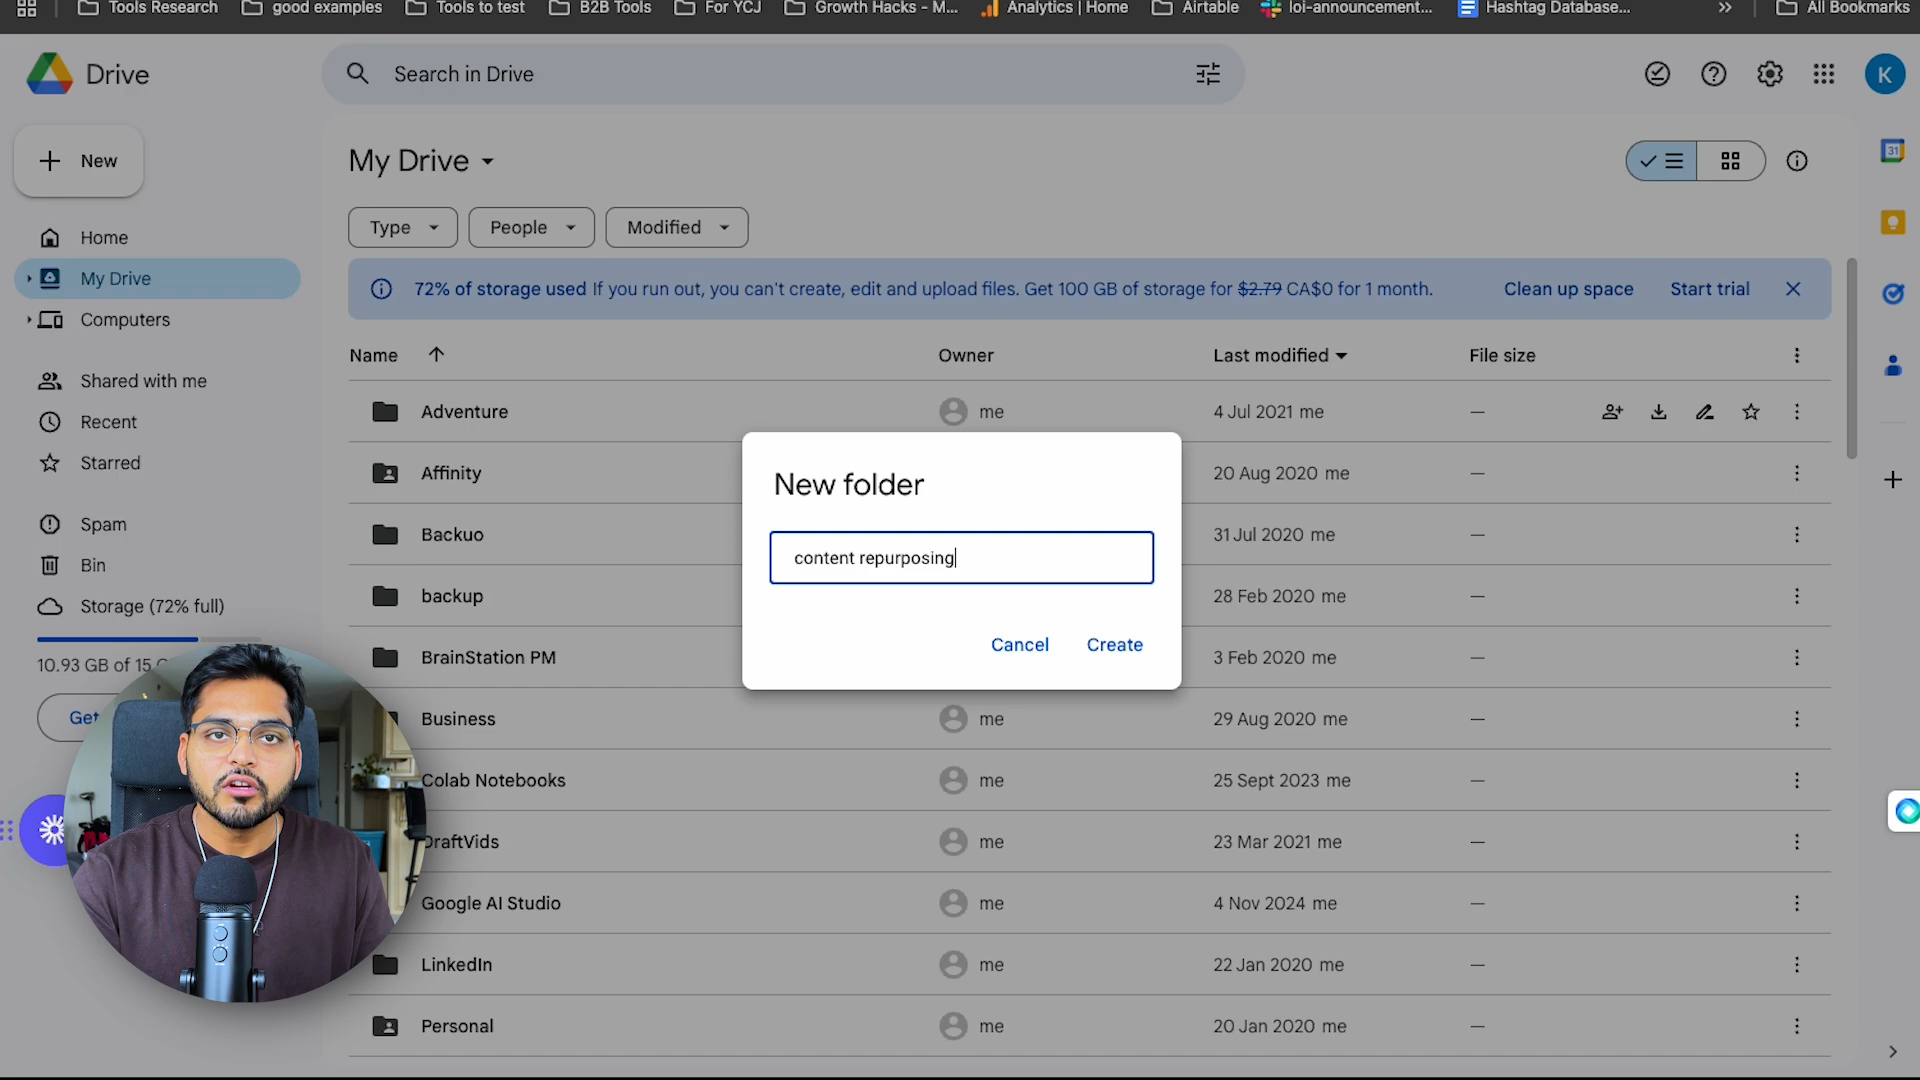 Tools Research
good examples
Tools to test
B2B Tools
For YCJ
Growth Hacks - M...
Analytics | Home
Airtable
loi-announcement...
Hashtag Database...
All Bookmarks
Drive
Search in Drive
K
New
My Drive
31
Type
People
Modified
Home
My Drive
Computers
Shared with me
Recent
Starred
Spam
Bin
Storage (72% full)
10.93 GB of 15
Get
72% of storage used If you run out, you can't create, edit and upload files. Get 100 GB of storage for $2.79 CA$0 for 1 month.
Clean up space
Start trial
Name
Owner
Last modified
File size
Adventure
me
4 Jul 2021 me
—
Affinity
20 Aug 2020 me
—
Backuo
31 Jul 2020 me
—
backup
28 Feb 2020 me
—
BrainStation PM
3 Feb 2020 me
—
Business
me
29 Aug 2020 me
—
Colab Notebooks
me
25 Sept 2023 me
—
DraftVids
me
23 Mar 2021 me
—
Google AI Studio
me
4 Nov 2024 me
—
LinkedIn
me
22 Jan 2020 me
—
Personal
me
20 Jan 2020 me
—
New folder
content repurposing
Cancel
Create